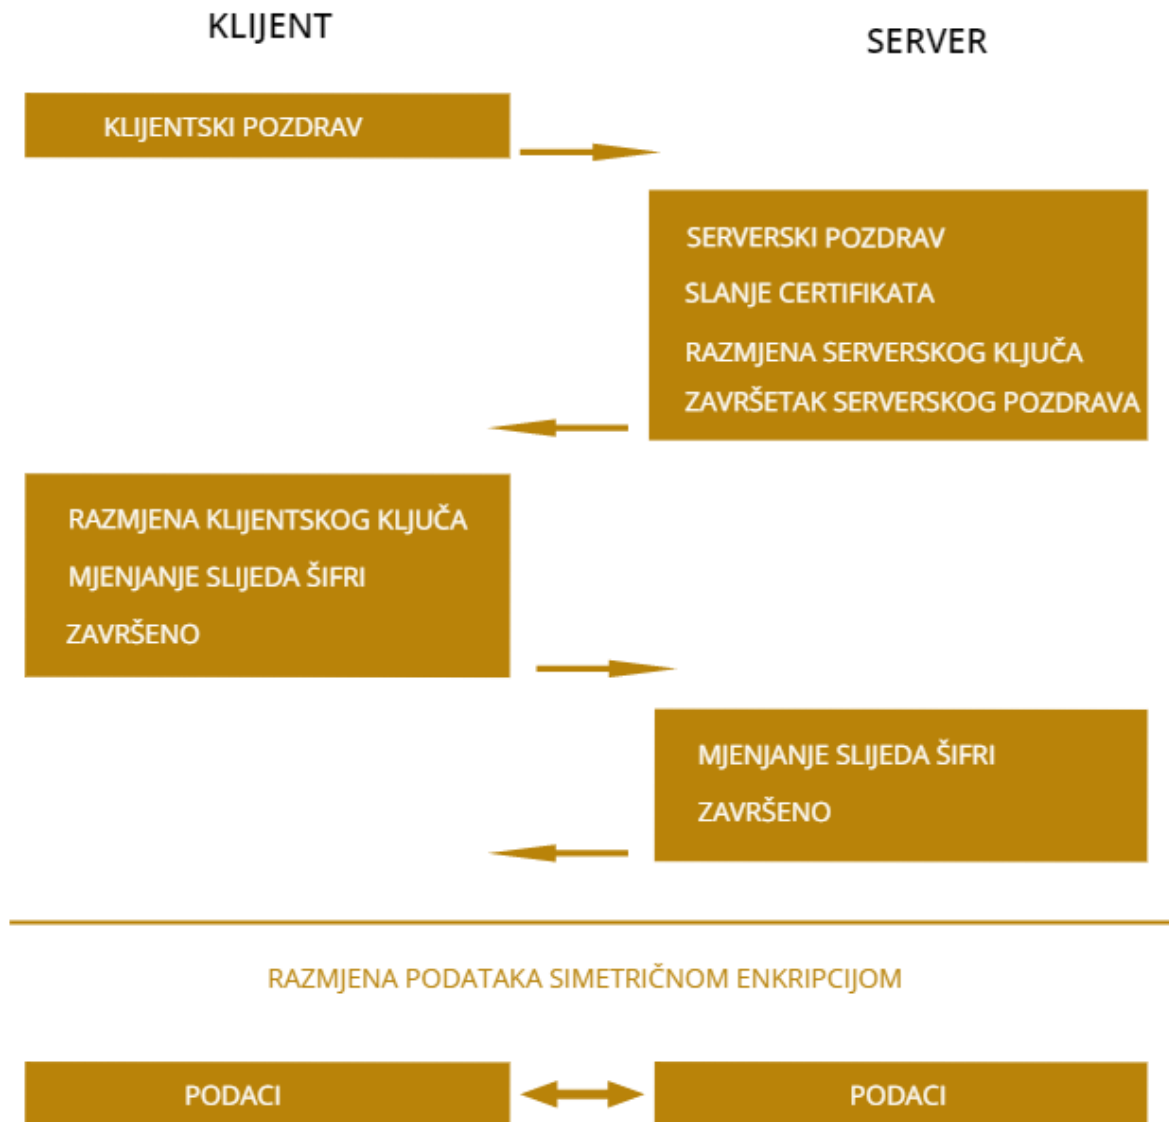 KLIJENT
SERVER
KLIJENTSKI POZDRAV
SERVERSKI POZDRAV
SLANJE CERTIFIKATA
RAZMJENA SERVERSKOG KLJUČA
ZAVRŠETAK SERVERSKOG POZDRAVA
RAZMJENA KLIJENTSKOG KLJUČA
MJENJANJE SLIJEDA ŠIFRI
ZAVRŠENO
MJENJANJE SLIJEDA ŠIFRI
ZAVRŠENO
RAZMJENA PODATAKA SIMETRIČNOM ENKRIPCIJOM
PODACI
PODACI